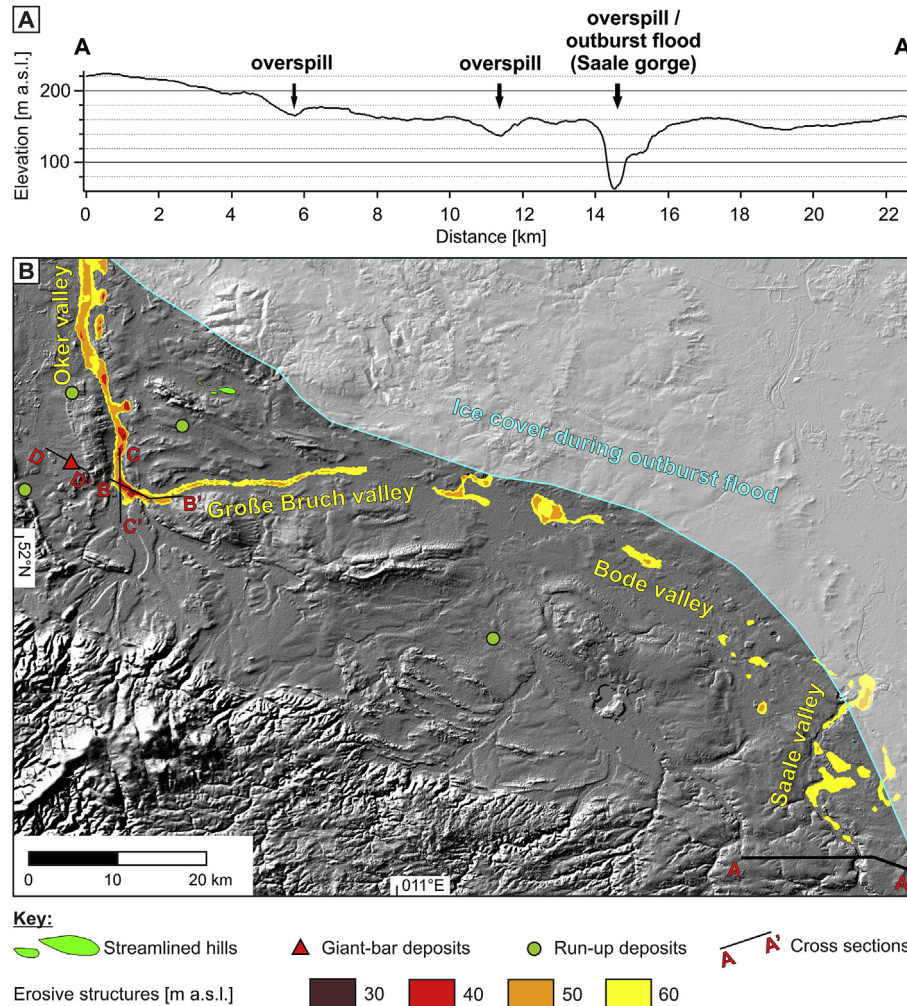 A
A
A
overspill
overspill
overspill /
outburst flood
(Saale gorge)
Elevation [m a.s.l.]
200
100
0
2
4
6
8
10
12
14
16
18
20
22
Distance [km]
B
Oker valley
Ice cover during outburst flood
C
D
D'
B
B'
C'
Große Bruch valley
52°N
Bode valley
Saale valley
A
A
0
10
20 km
011°E
Key:
Streamlined hills
Giant-bar deposits
Run-up deposits
A
A'
Cross sections
Erosive structures [m a.s.l.]
30
40
50
60